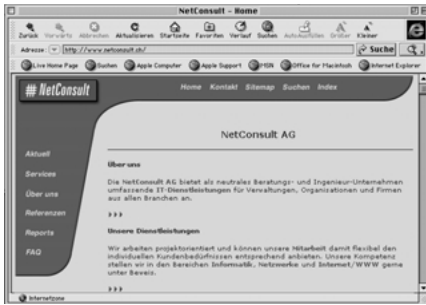 NetConsult - Home
Zurück Vorwärts Abbrechen Aktualisieren Startseite Favoriten Verlauf Suchen AutoAusfüllen Größer Kleiner
Adresse: http://www.netconsult.ch/ Suche
Live Home Page Suchen Apple Computer Apple Support MSN Office for Macintosh Internet Explorer
# NetConsult
Home Kontakt Sitemap Suchen Index
NetConsult AG
Aktuell
Services
Über uns
Referenzen
Reports
FAQ
Über uns
Die NetConsult AG bietet als neutrales Beratungs- und Ingenieur-Unternehmen
umfassende IT-Dienstleistungen für Verwaltungen, Organizationen und Firmen
aus allen Branchen an.
>>>
Unsere Dienstleistungen
Wir arbeiten projektorientiert und können unsere Mitarbeit damit flexibel den
individuellen Kundenbedürfnissen entsprechend anbieten. Unsere Kompetenz
stellen wir in den Bereichen Informatik, Netzwerke und Internet/WWW gerne
unter Beweis.
>>>
Internetzone